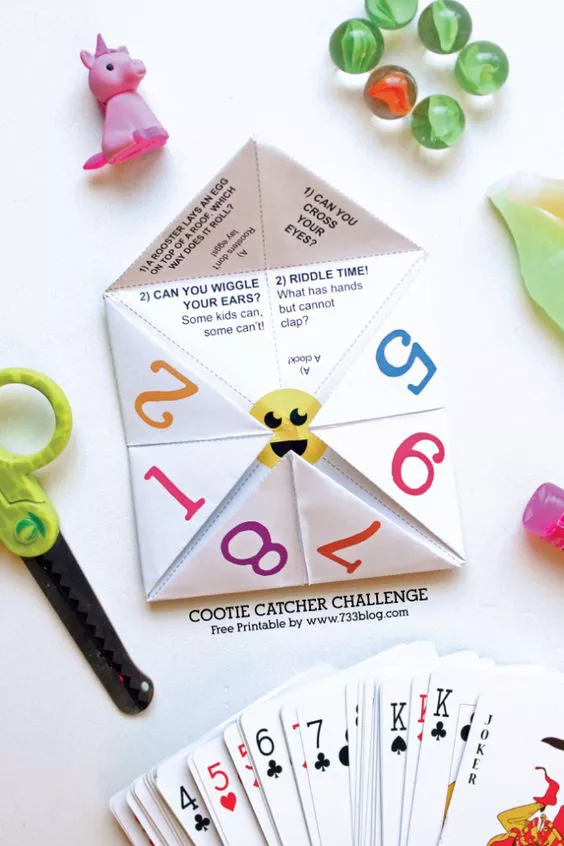 1) A ROOSTER LAYS AN EGG
ON TOP OF A ROOF. WHICH
WAY DOES IT ROLL?
A)
Roosters don't
lay eggs!
1) CAN YOU
CROSS
YOUR
EYES?
2) CAN YOU WIGGLE
YOUR EARS?
Some kids can,
some can't!
2) RIDDLE TIME!
What has hands
but cannot
clap?
A)
A clock!
2
5
1
6
8
7
COOTIE CATCHER CHALLENGE
Free Printable by www.733blog.com
4
5
5
6
7
K
K
K
JOKER